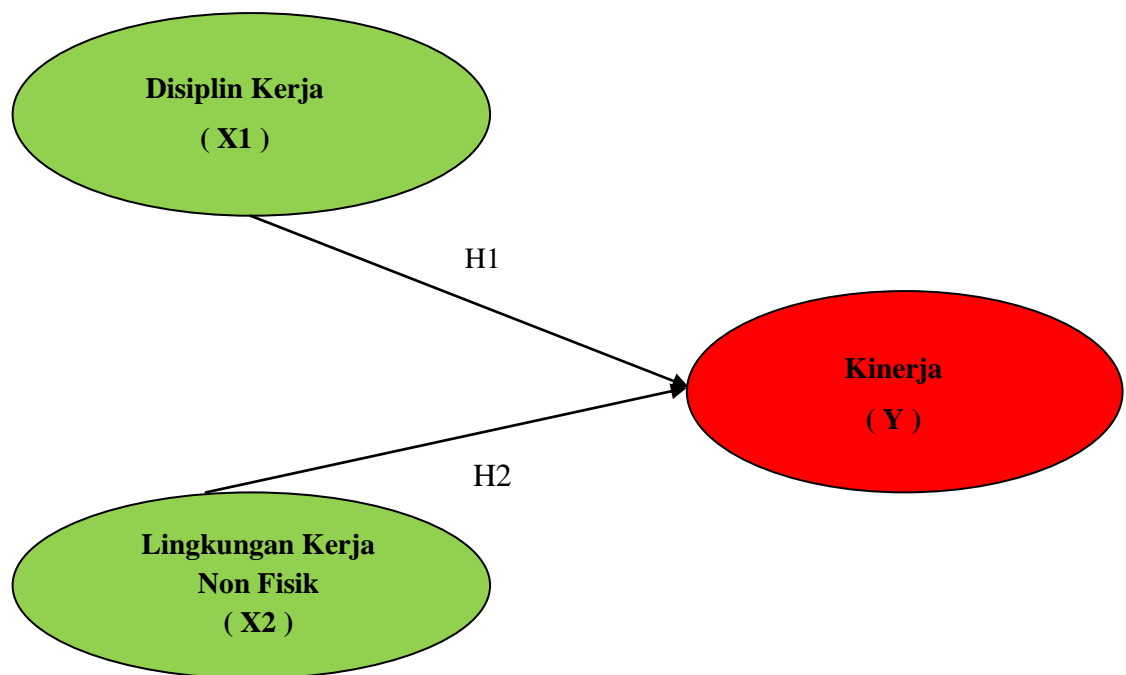 Disiplin Kerja
( X1 )
H1
Kinerja
( Y )
H2
Lingkungan Kerja
Non Fisik
( X2 )